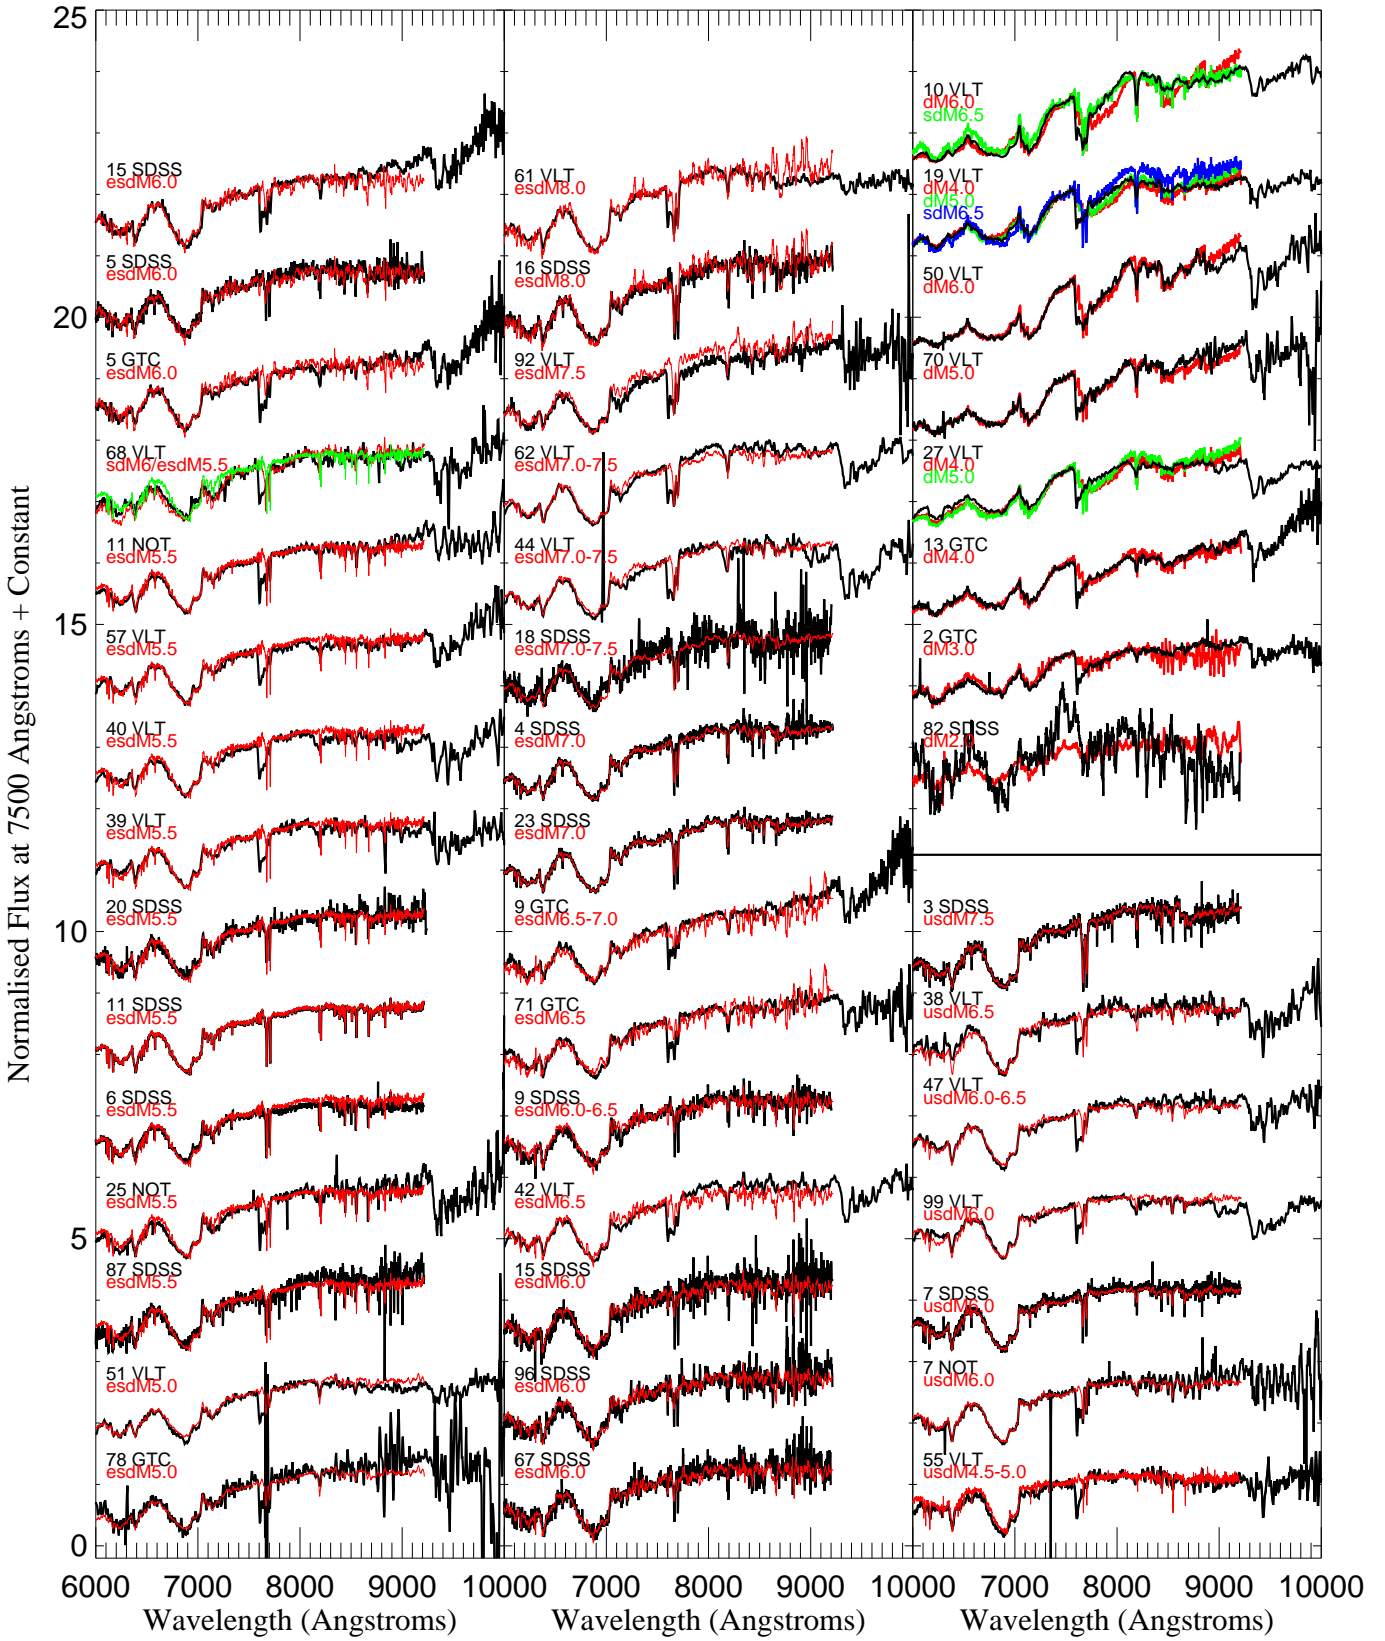 25
20
15
10
5
0
Normalised Flux at 7500 Angstroms + Constant
15 SDSS
esdM6.0
5 SDSS
esdM6.0
5 GTC
esdM6.0
68 VLT
sdM6/esdM5.5
11 NOT
esdM5.5
57 VLT
esdM5.5
40 VLT
esdM5.5
39 VLT
esdM5.5
20 SDSS
esdM5.5
11 SDSS
esdM5.5
6 SDSS
esdM5.5
25 NOT
esdM5.5
87 SDSS
esdM5.5
51 VLT
esdM5.0
78 GTC
esdM5.0
61 VLT
esdM8.0
16 SDSS
esdM8.0
92 VLT
esdM7.5
62 VLT
esdM7.0-7.5
44 VLT
esdM7.0-7.5
18 SDSS
esdM7.0-7.5
4 SDSS
esdM7.0
23 SDSS
esdM7.0
9 GTC
esdM6.5-7.0
71 GTC
esdM6.5
9 SDSS
esdM6.0-6.5
42 VLT
esdM6.5
15 SDSS
esdM6.0
96 SDSS
esdM6.0
67 SDSS
esdM6.0
10 VLT
dM6.0
sdM6.5
19 VLT
dM4.0
dM5.0
sdM6.5
50 VLT
dM6.0
70 VLT
dM5.0
27 VLT
dM4.0
dM5.0
13 GTC
dM4.0
2 GTC
dM3.0
82 SDSS
dM2.0
3 SDSS
usdM7.5
38 VLT
usdM6.5
47 VLT
usdM6.0-6.5
99 VLT
usdM6.0
7 SDSS
usdM6.0
7 NOT
usdM6.0
55 VLT
usdM4.5-5.0
6000 7000 8000 9000 10000 7000 8000 9000 10000 7000 8000 9000 10000
Wavelength (Angstroms) Wavelength (Angstroms) Wavelength (Angstroms)